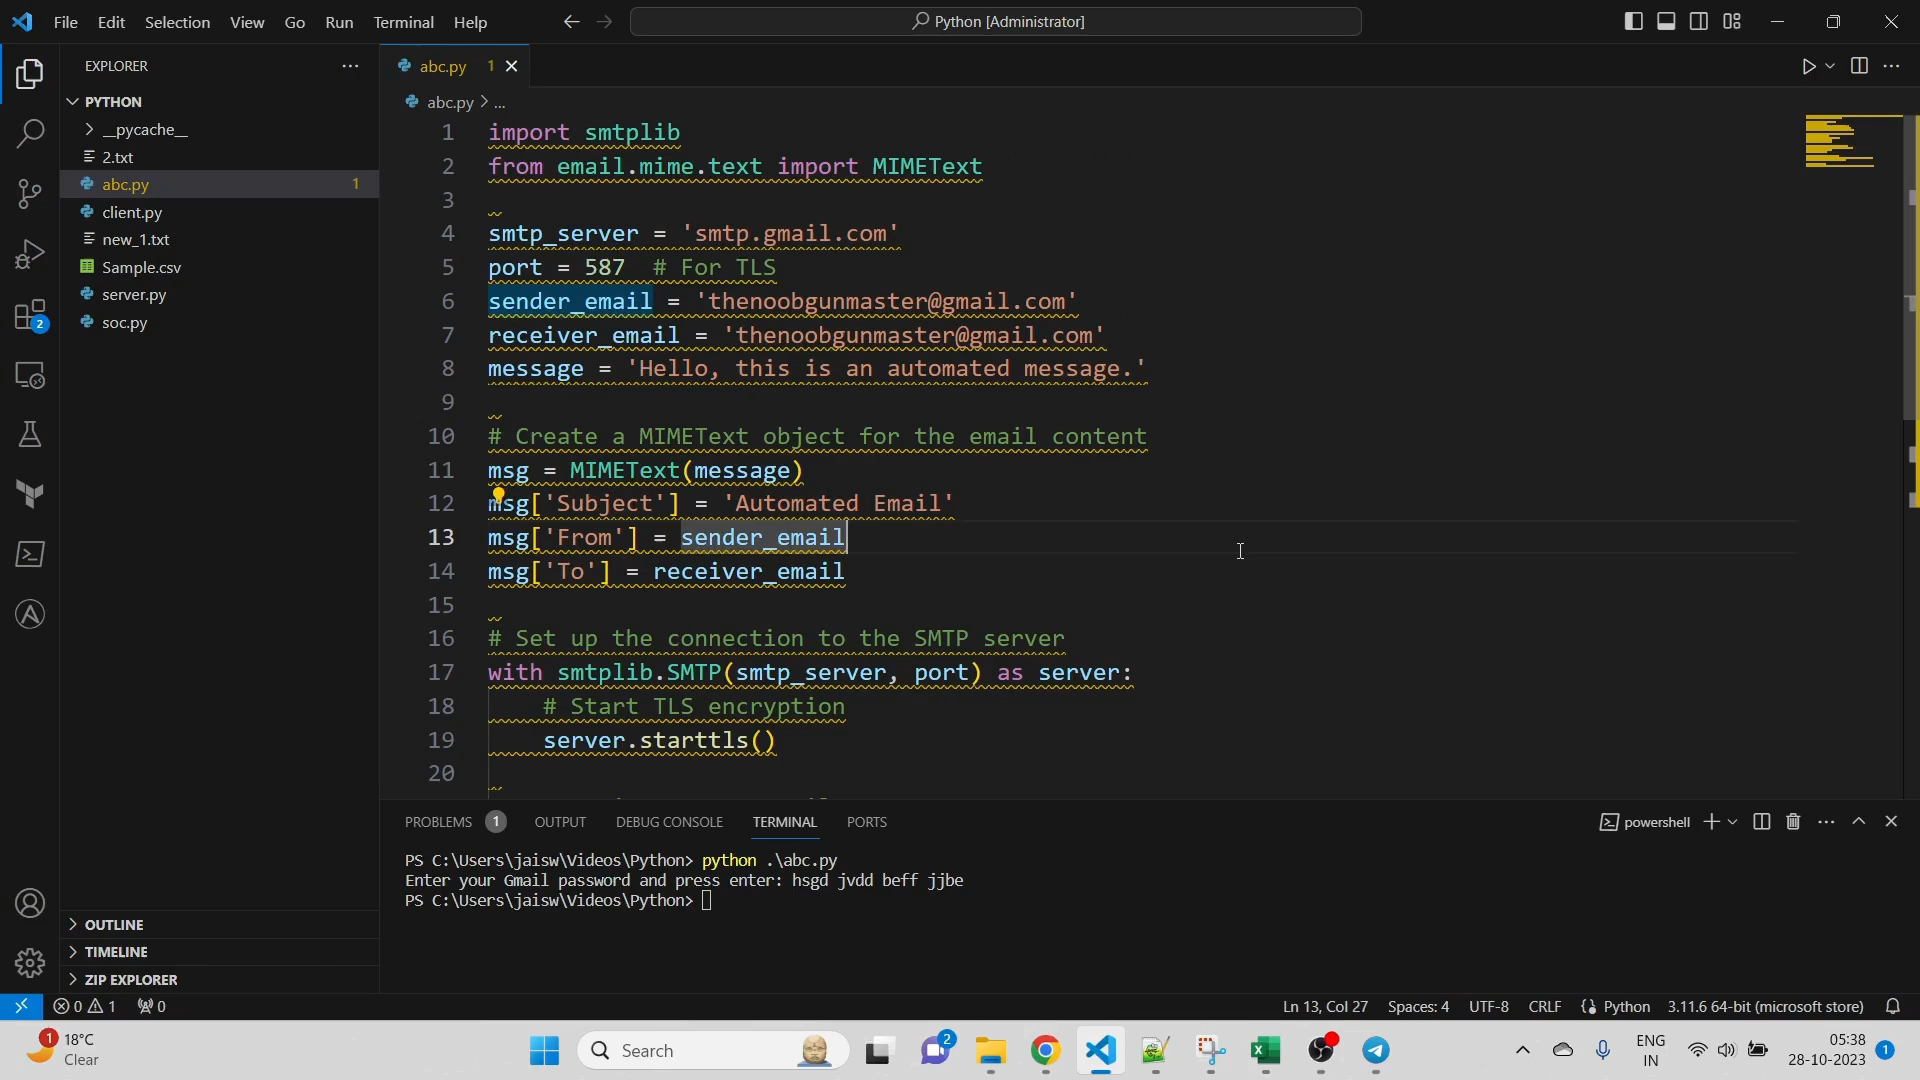 File Edit Selection View Go Run Terminal Help
Python [Administrator]
EXPLORER
abc.py 1
PYTHON
abc.py > ...
__pycache__
2.txt
abc.py 1
client.py
new_1.txt
Sample.csv
server.py
soc.py
1 import smtplib
2 from email.mime.text import MIMEText
3
4 smtp_server = 'smtp.gmail.com'
5 port = 587  # For TLS
6 sender_email = 'thenoobgunmaster@gmail.com'
7 receiver_email = 'thenoobgunmaster@gmail.com'
8 message = 'Hello, this is an automated message.'
9
10 # Create a MIMEText object for the email content
11 msg = MIMEText(message)
12 msg['Subject'] = 'Automated Email'
13 msg['From'] = sender_email
14 msg['To'] = receiver_email
15
16 # Set up the connection to the SMTP server
17 with smtplib.SMTP(smtp_server, port) as server:
18     # Start TLS encryption
19     server.starttls()
20
2
PROBLEMS 1 OUTPUT DEBUG CONSOLE TERMINAL PORTS
powershell
PS C:\Users\jaisw\Videos\Python> python .\abc.py
Enter your Gmail password and press enter: hsgd jvdd beff jjbe
PS C:\Users\jaisw\Videos\Python>
OUTLINE
TIMELINE
ZIP EXPLORER
0 1 0
Ln 13, Col 27 Spaces: 4 UTF-8 CRLF {} Python 3.11.6 64-bit (microsoft store)
1 18°C
Clear
Search
2
ENG
IN
05:38
28-10-2023
1